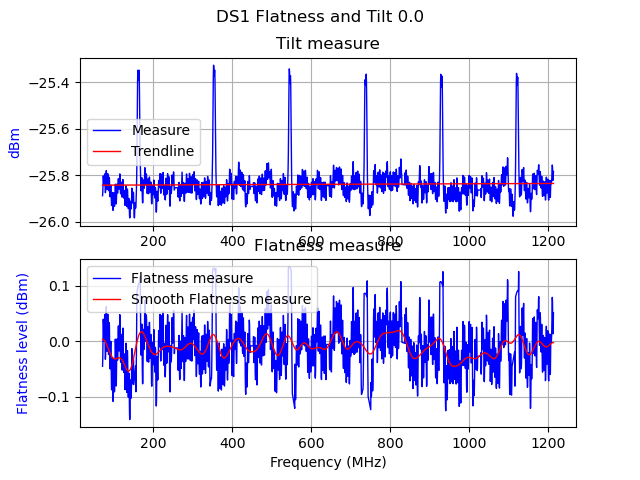 DS1 Flatness and Tilt 0.0
Tilt measure
−25.4
−25.6
−25.8
−26.0
dBm
Measure
Trendline
200 400 600 800 1000 1200
Flatness measure
0.1
0.0
−0.1
Flatness level (dBm)
Flatness measure
Smooth Flatness measure
200 400 600 800 1000 1200
Frequency (MHz)